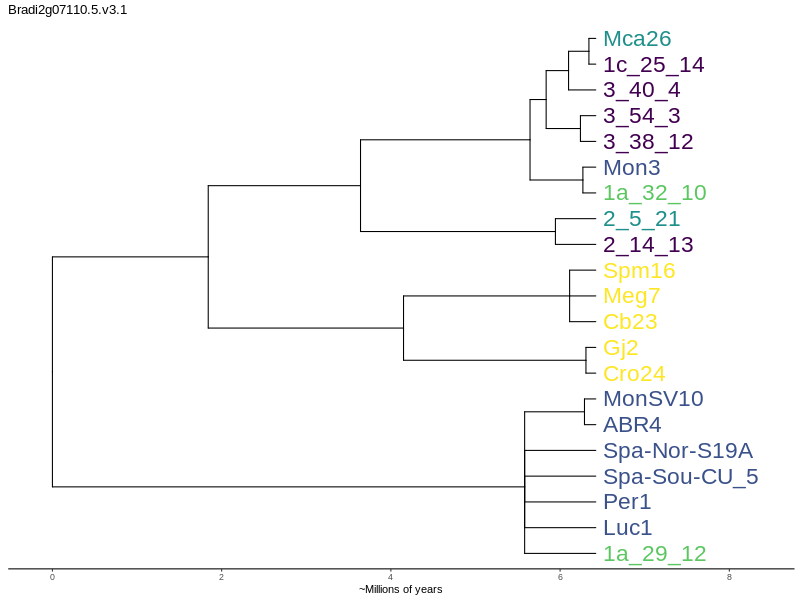 Bradi2g07110.5.v3.1
Mca26
1c_25_14
3_40_4
3_54_3
3_38_12
Mon3
1a_32_10
2_5_21
2_14_13
Spm16
Meg7
Cb23
Gj2
Cro24
MonSV10
ABR4
Spa-Nor-S19A
Spa-Sou-CU_5
Per1
Luc1
1a_29_12
0 2 4 6 8
~Millions of years